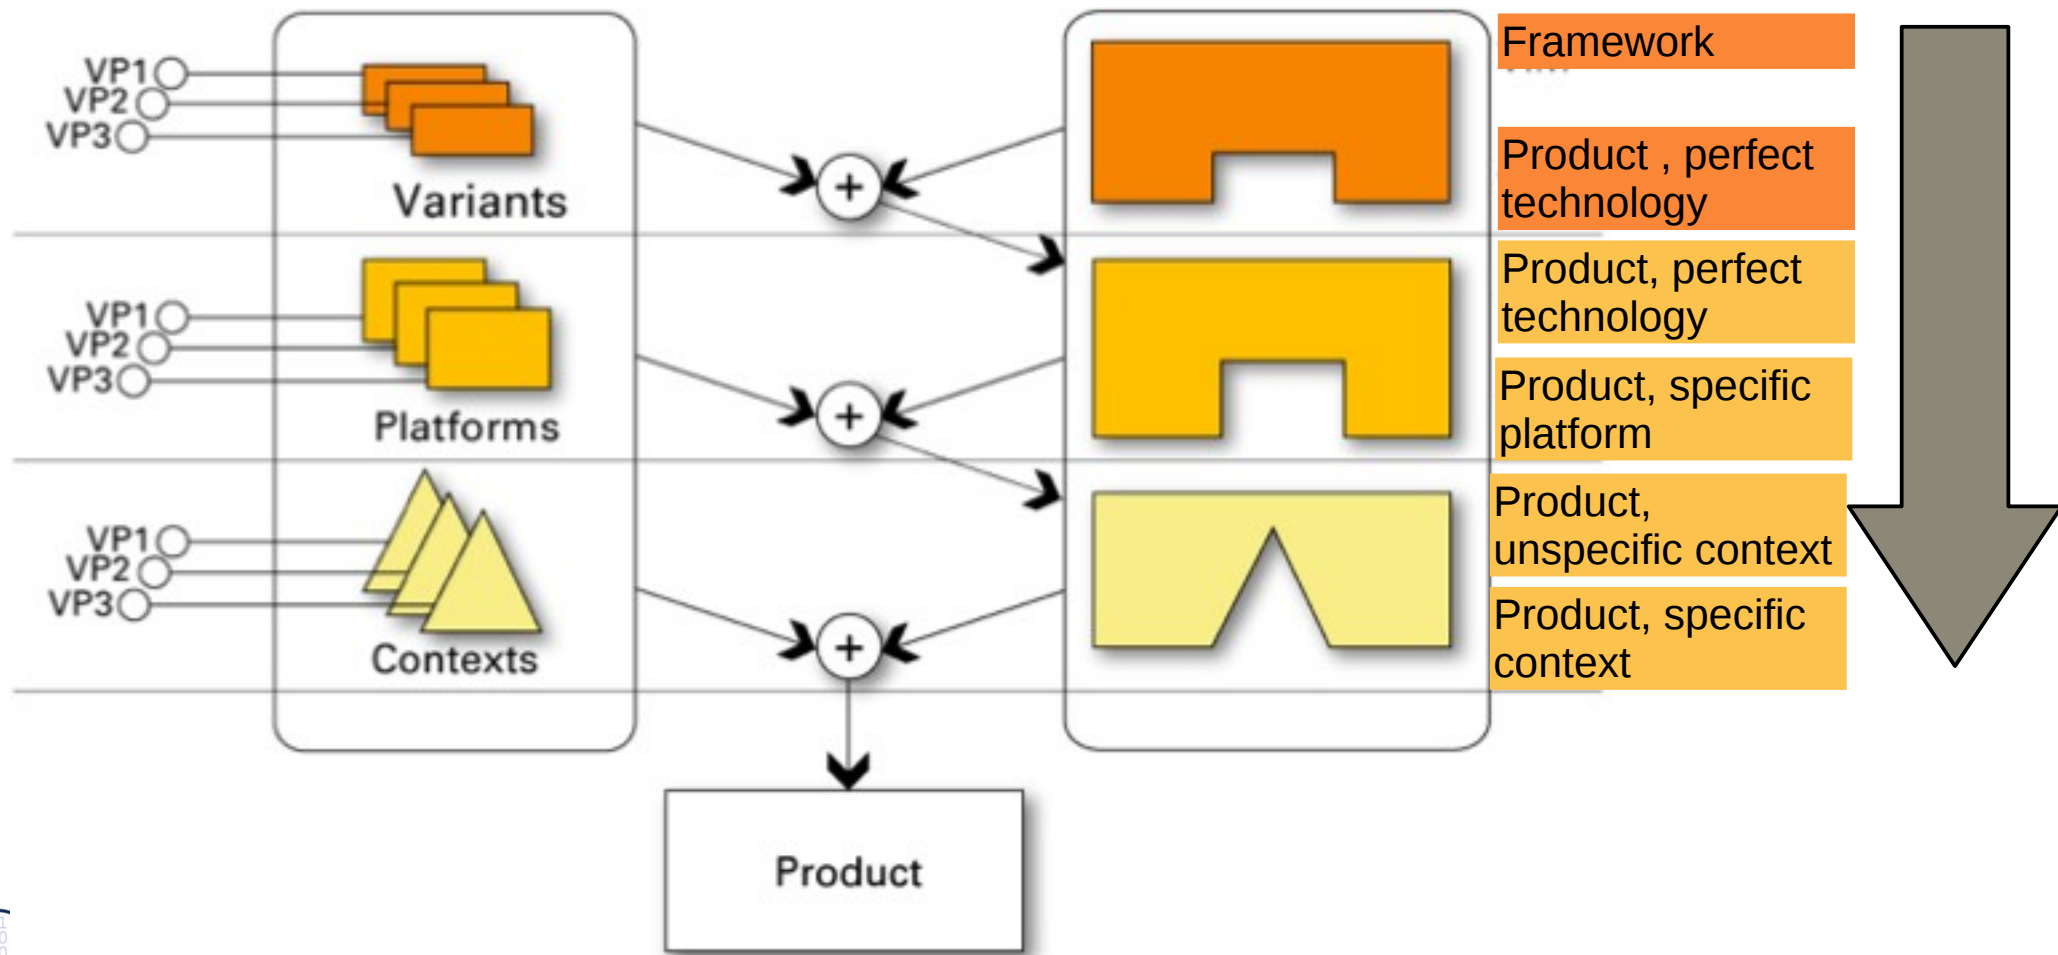 VP1
VP2
VP3
Variants
+
Framework
Product , perfect
technology
VP1
VP2
VP3
Platforms
+
Product, perfect
technology
Product, specific
platform
VP1
VP2
VP3
Contexts
+
Product,
unspecific context
Product, specific
context
Product